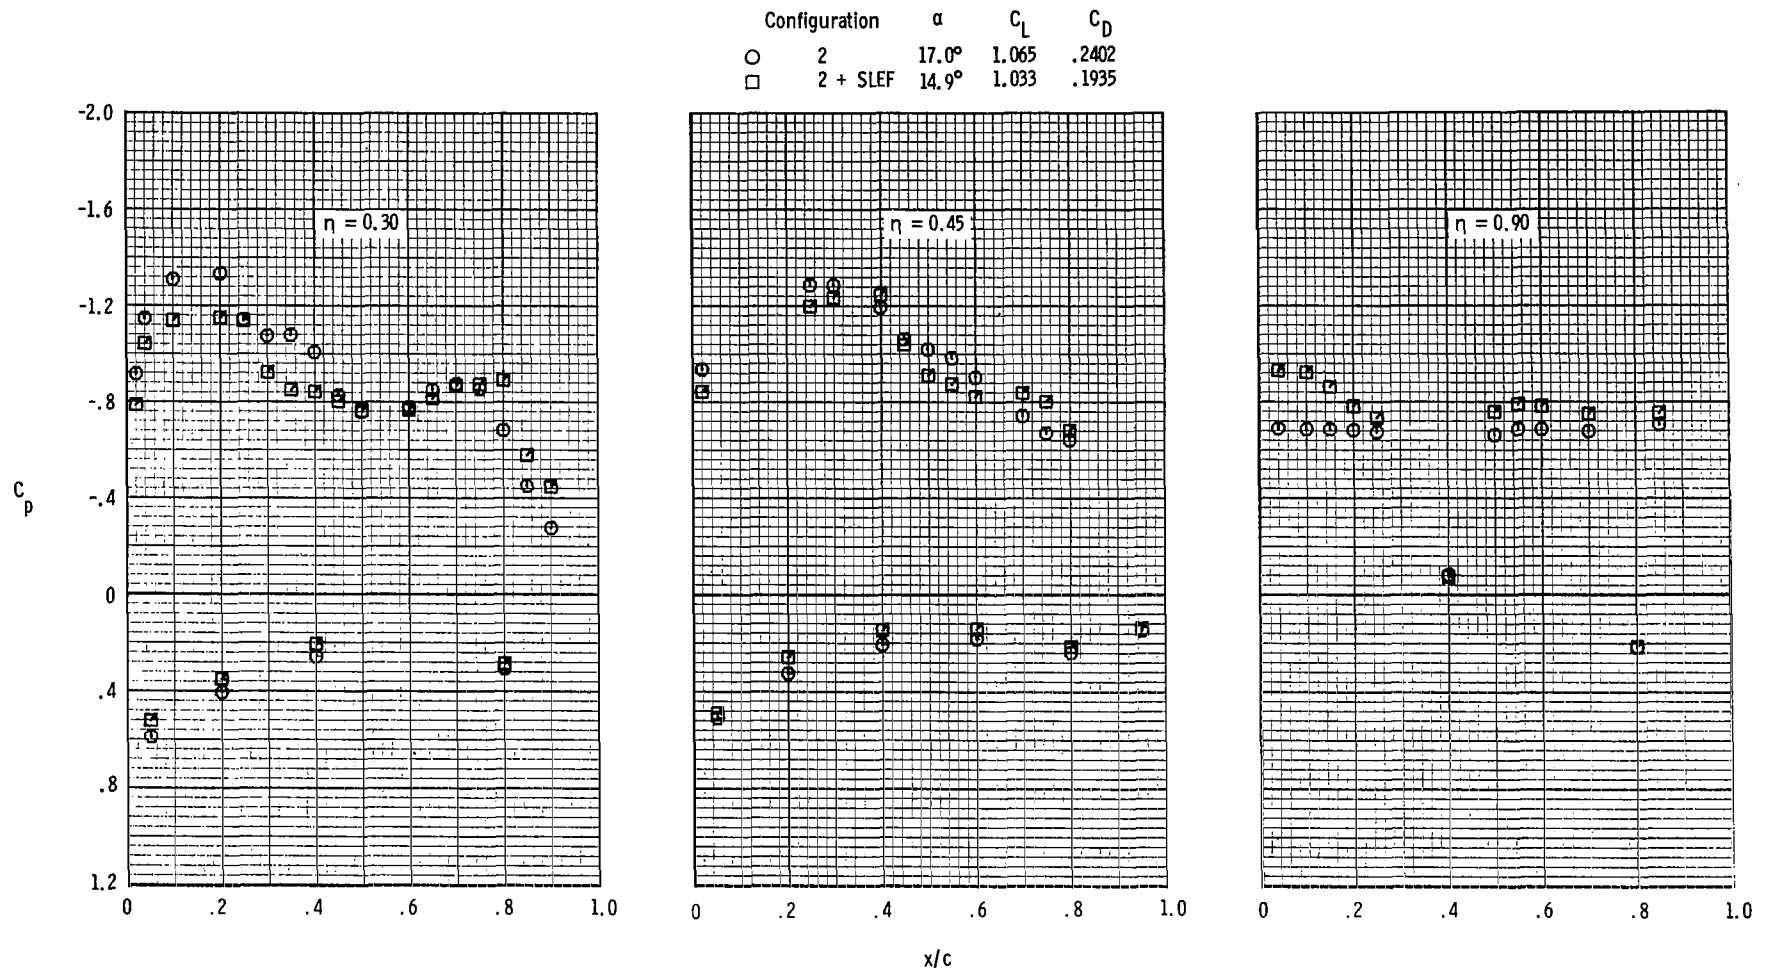 Configuration α C_L C_D
2 17.0° 1.065 .2402
2 + SLEF 14.9° 1.033 .1935
-2.0
-1.6
-1.2
-.8
-.4
0
.4
.8
1.2
C_p
η = 0.30
η = 0.45
η = 0.90
0 .2 .4 .6 .8 1.0
0 .2 .4 .6 .8 1.0
0 .2 .4 .6 .8 1.0
x/c